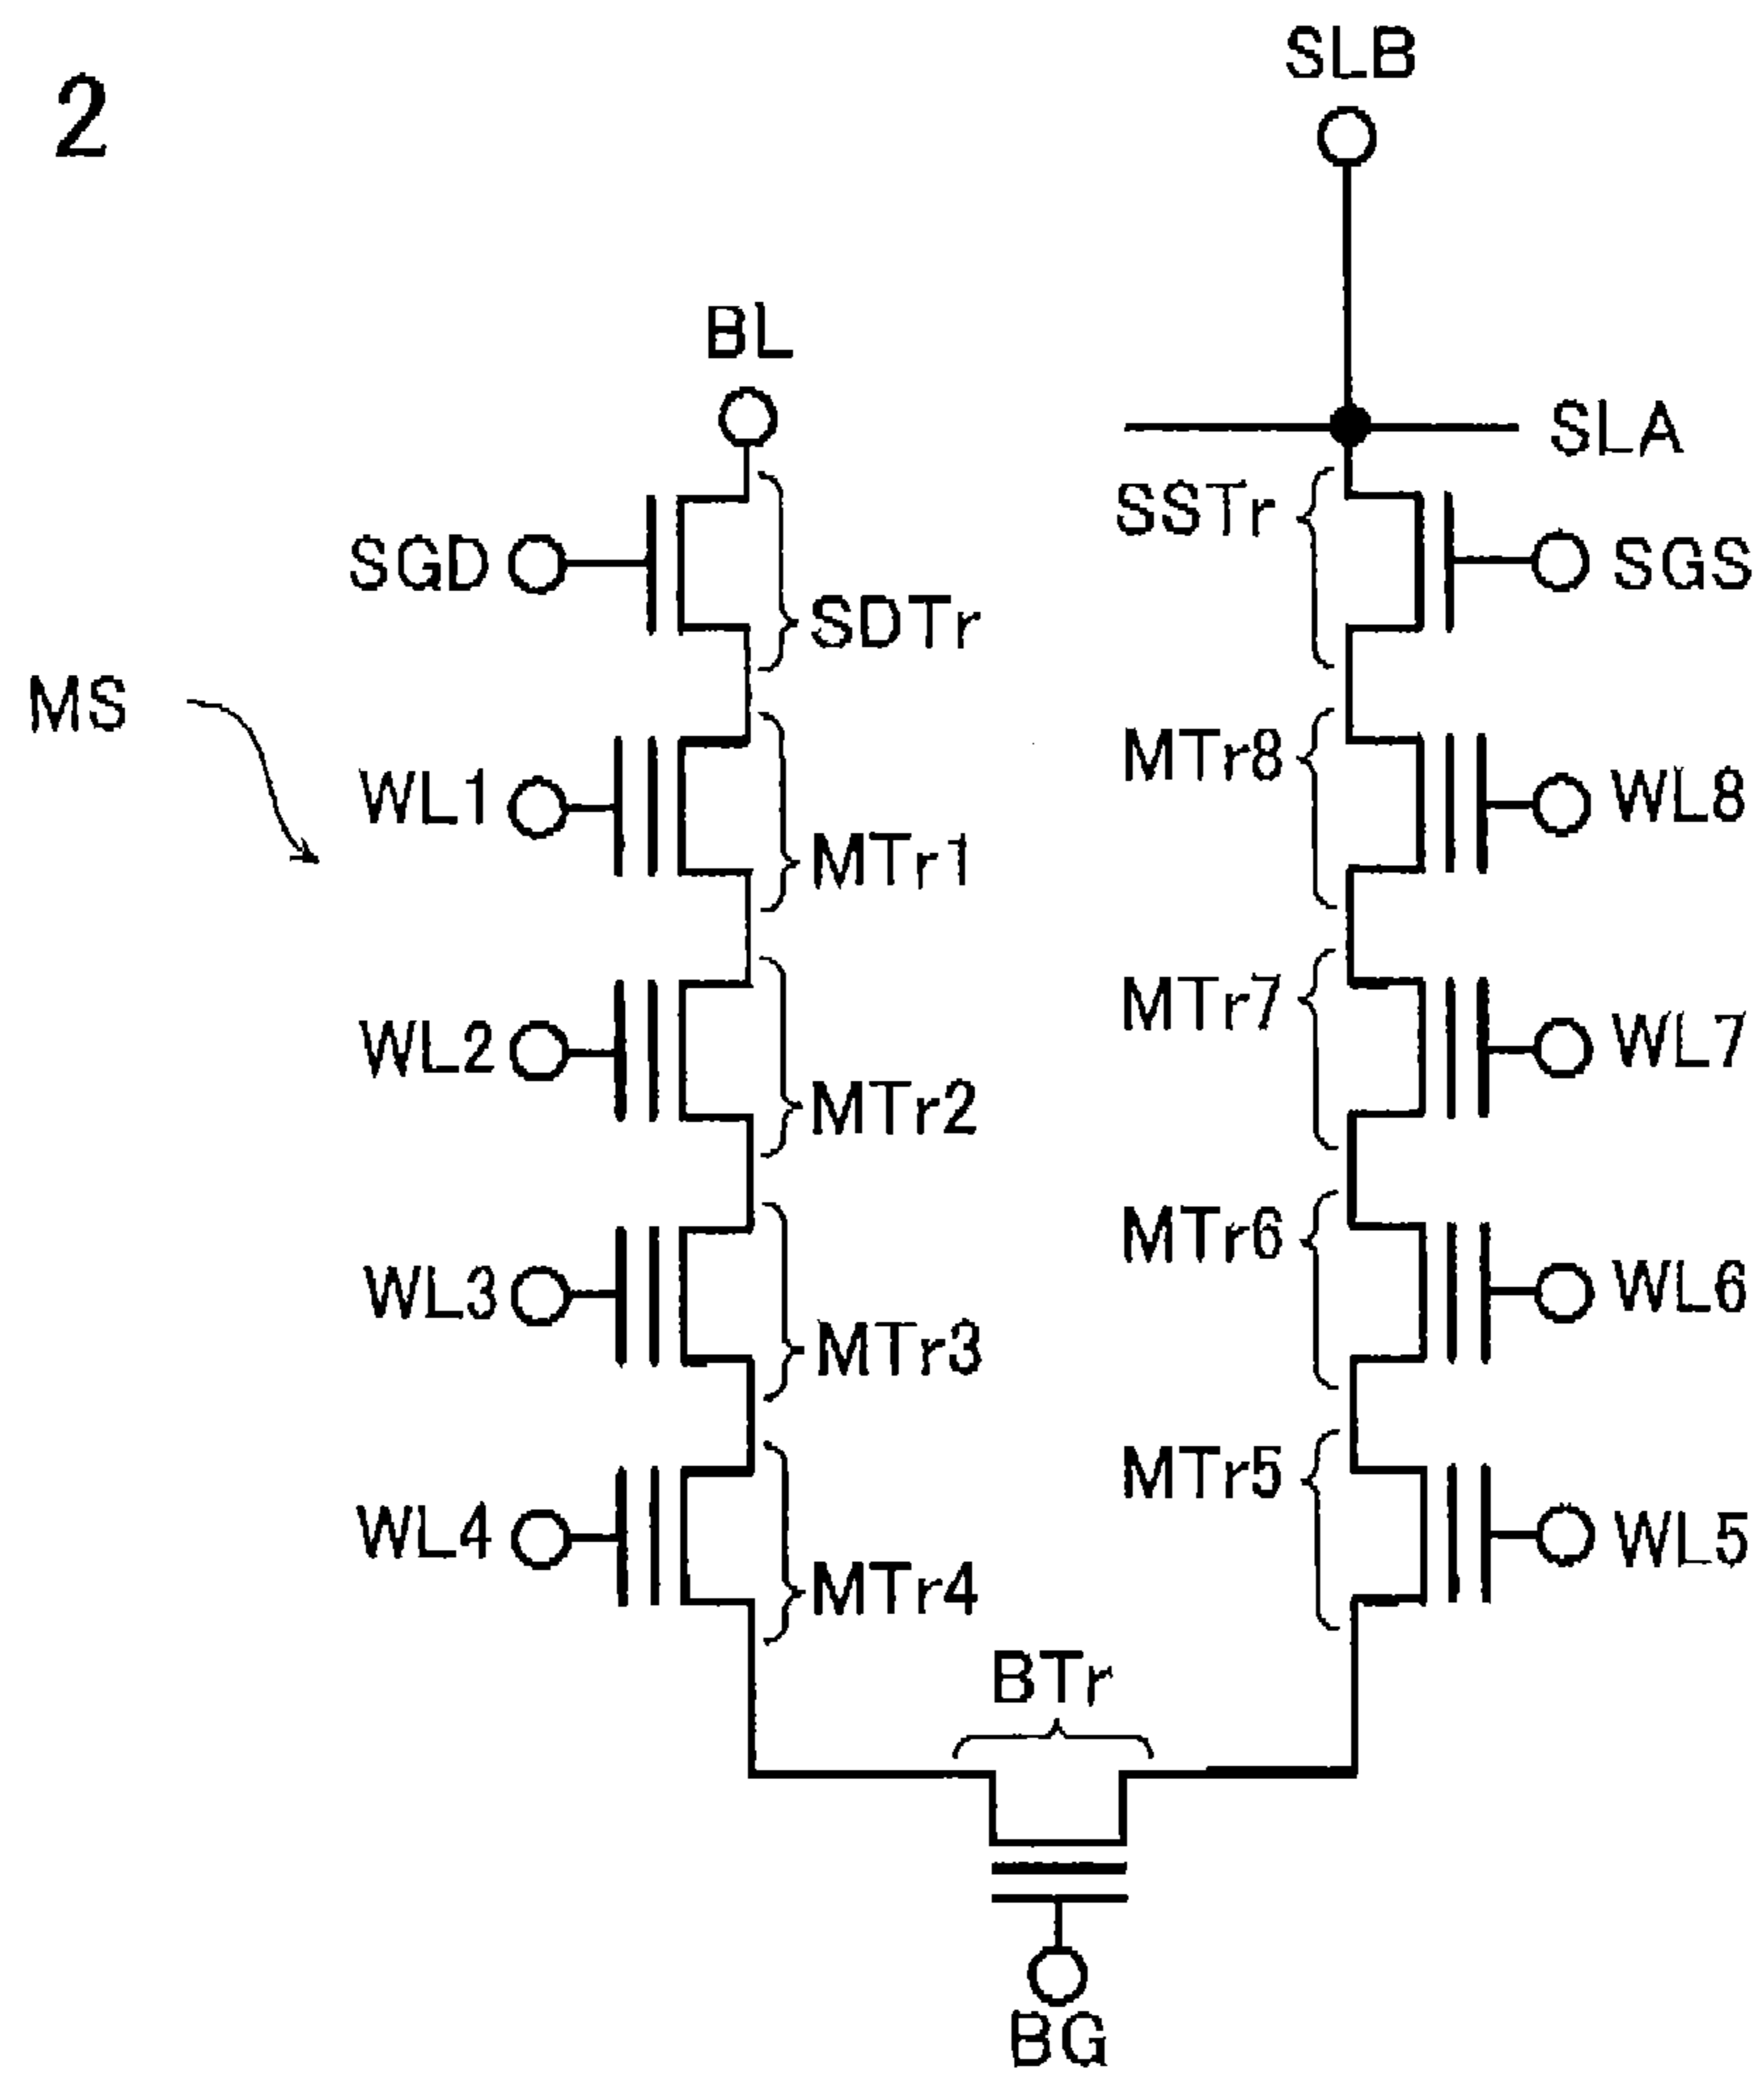 2
SLB
BL
SLA
SSTr
SGD
SGS
SDTr
MS
MTr8
WL1
WL8
MTr1
MTr7
WL2
WL7
MTr2
MTr6
WL3
WL6
MTr3
MTr5
WL4
WL5
MTr4
BTr
BG